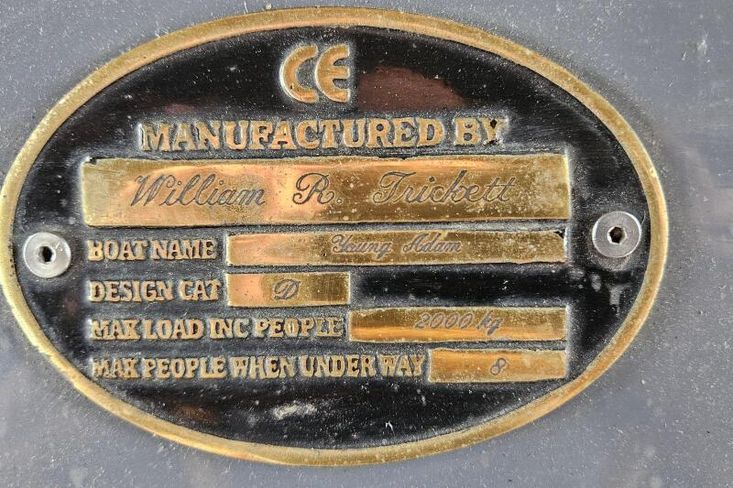 CE
MANUFACTURED BY
William R. Trickett
BOAT NAME Young Adam
DESIGN CAT D
MAX LOAD INC PEOPLE 2000 kg
MAX PEOPLE WHEN UNDER WAY 8